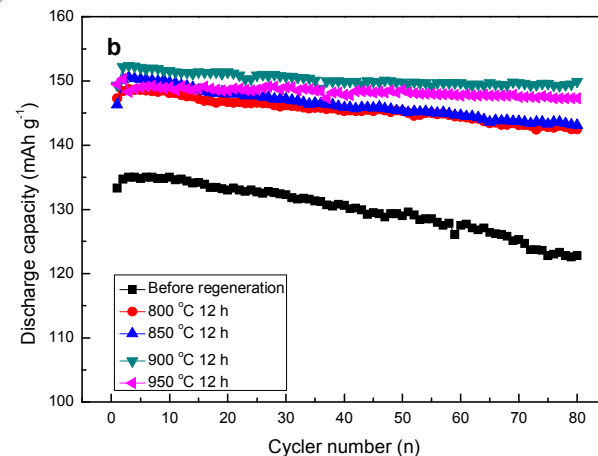 b
160
150
140
130
120
110
100
Discharge capacity (mAh g⁻¹)
Before regeneration
800 °C 12 h
850 °C 12 h
900 °C 12 h
950 °C 12 h
0 10 20 30 40 50 60 70 80
Cycler number (n)